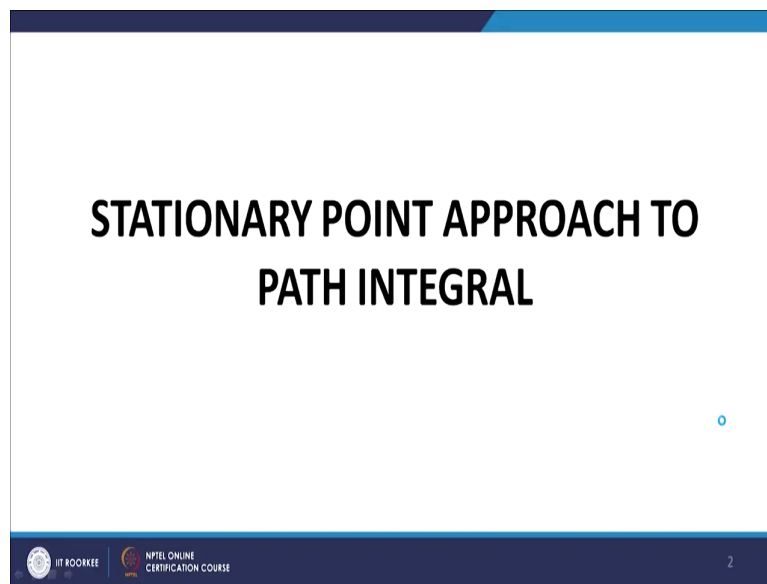 STATIONARY POINT APPROACH TO
PATH INTEGRAL
IIT ROORKEE
NPTEL ONLINE
CERTIFICATION COURSE
2